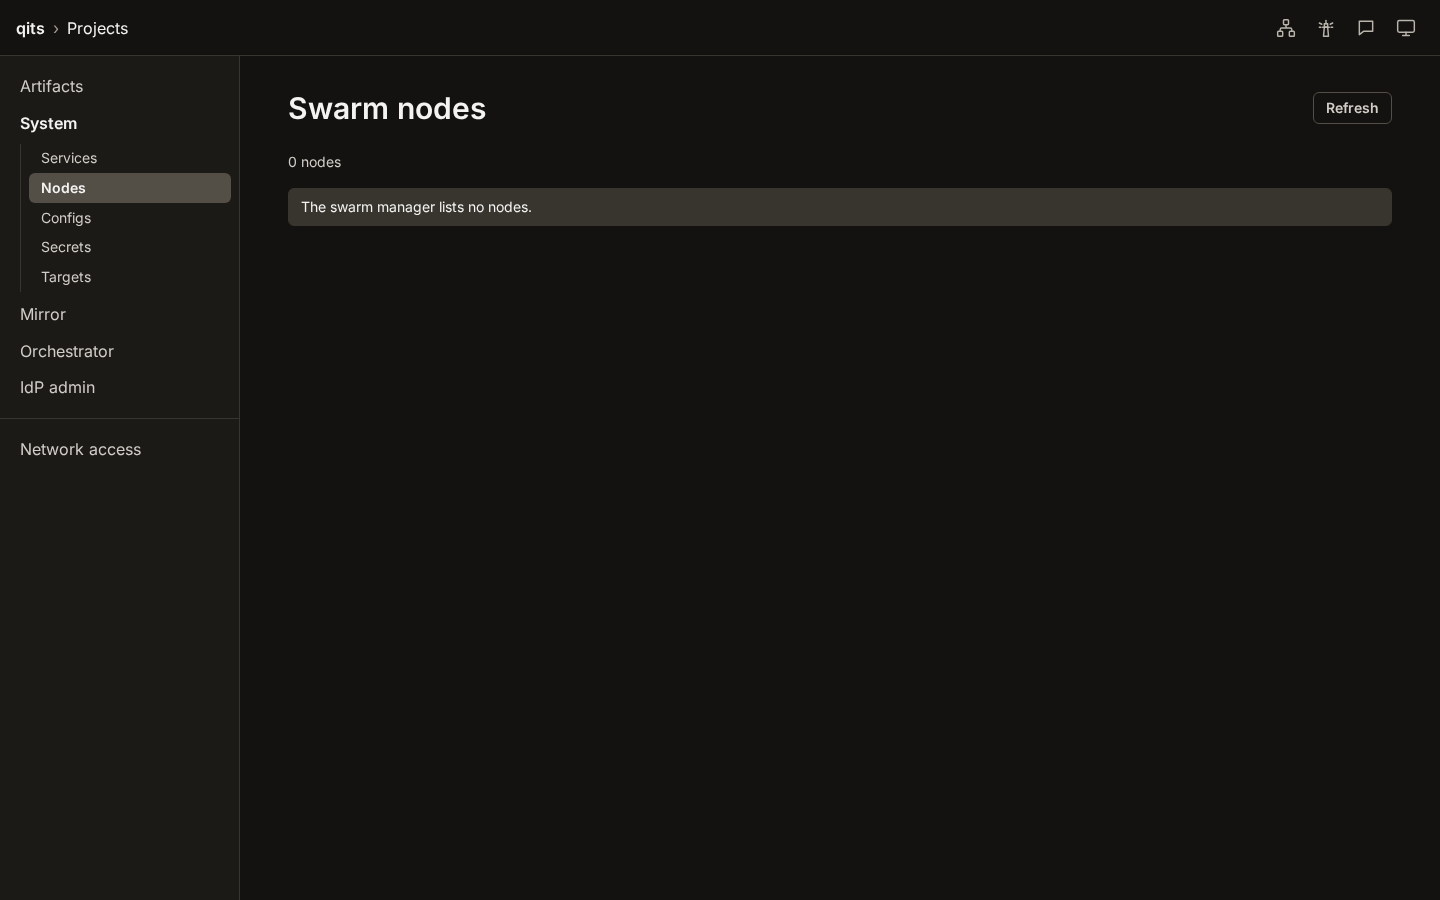 qits › Projects
Artifacts
System
Services
Nodes
Configs
Secrets
Targets
Mirror
Orchestrator
IdP admin
Network access
Swarm nodes
Refresh
0 nodes
The swarm manager lists no nodes.